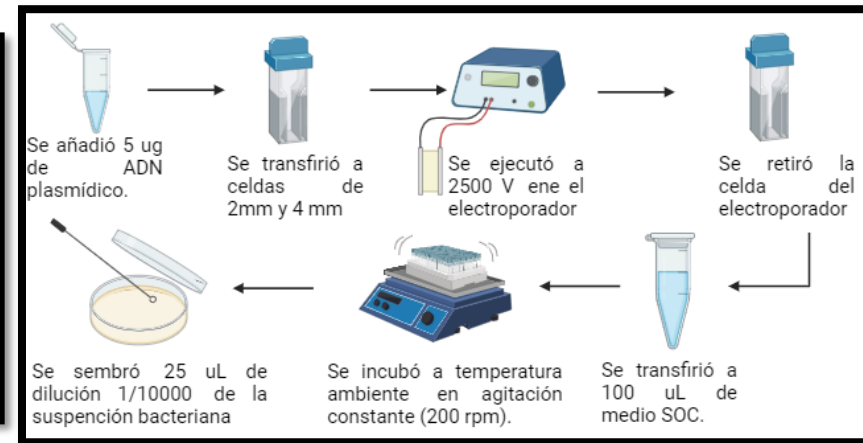 Se añadió 5 ug
de ADN
plasmídico.
Se transfirió a
celdas de
2mm y 4 mm
Se ejecutó a
2500 V ene el
electroporador
Se retiró la
celda del
electroporador
Se sembró 25 uL de
dilución 1/10000 de la
suspención bacteriana
Se incubó a temperatura
ambiente en agitación
constante (200 rpm).
Se transfirió a
100 uL de
medio SOC.